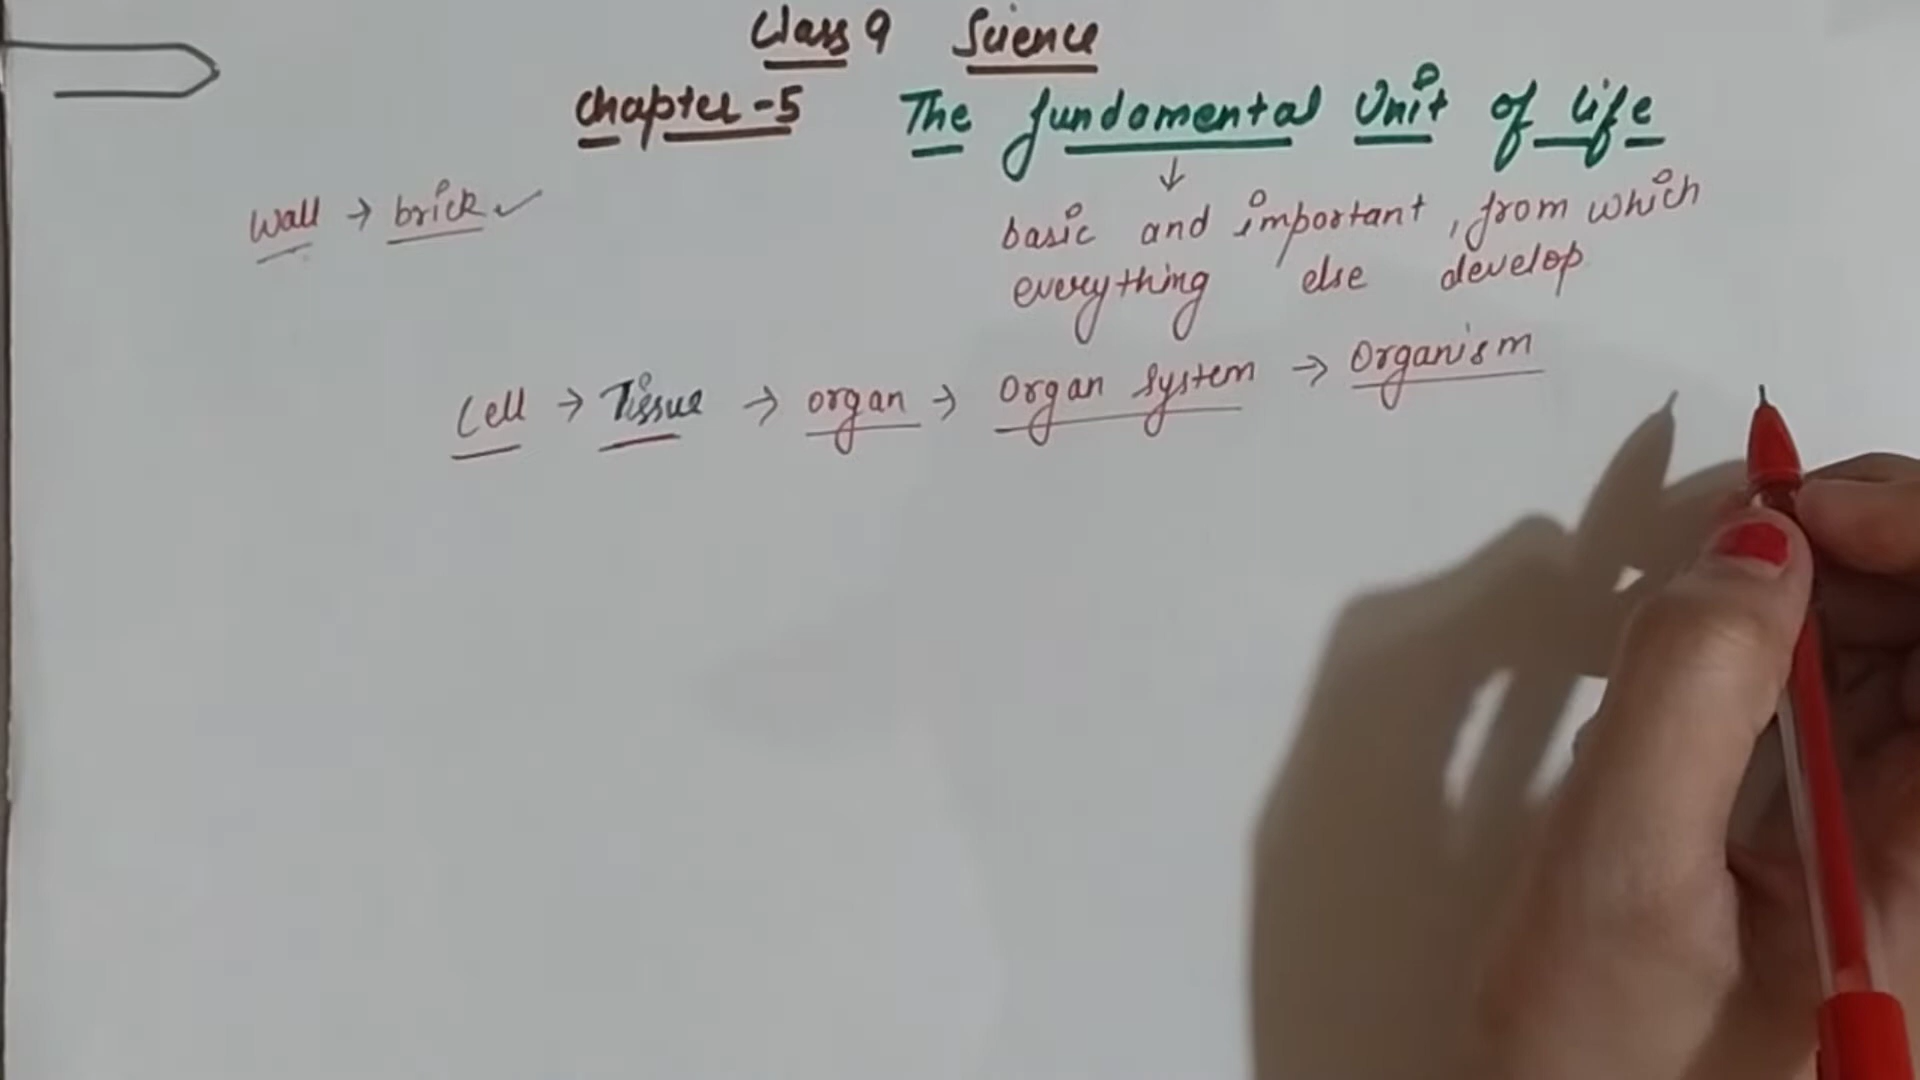 Class 9 Science
Chapter-5 The fundamental Unit of life
↓
Wall → brick ✓
basic and important, from which
everything else develop
Cell → Tissue → organ → Organ system → Organism